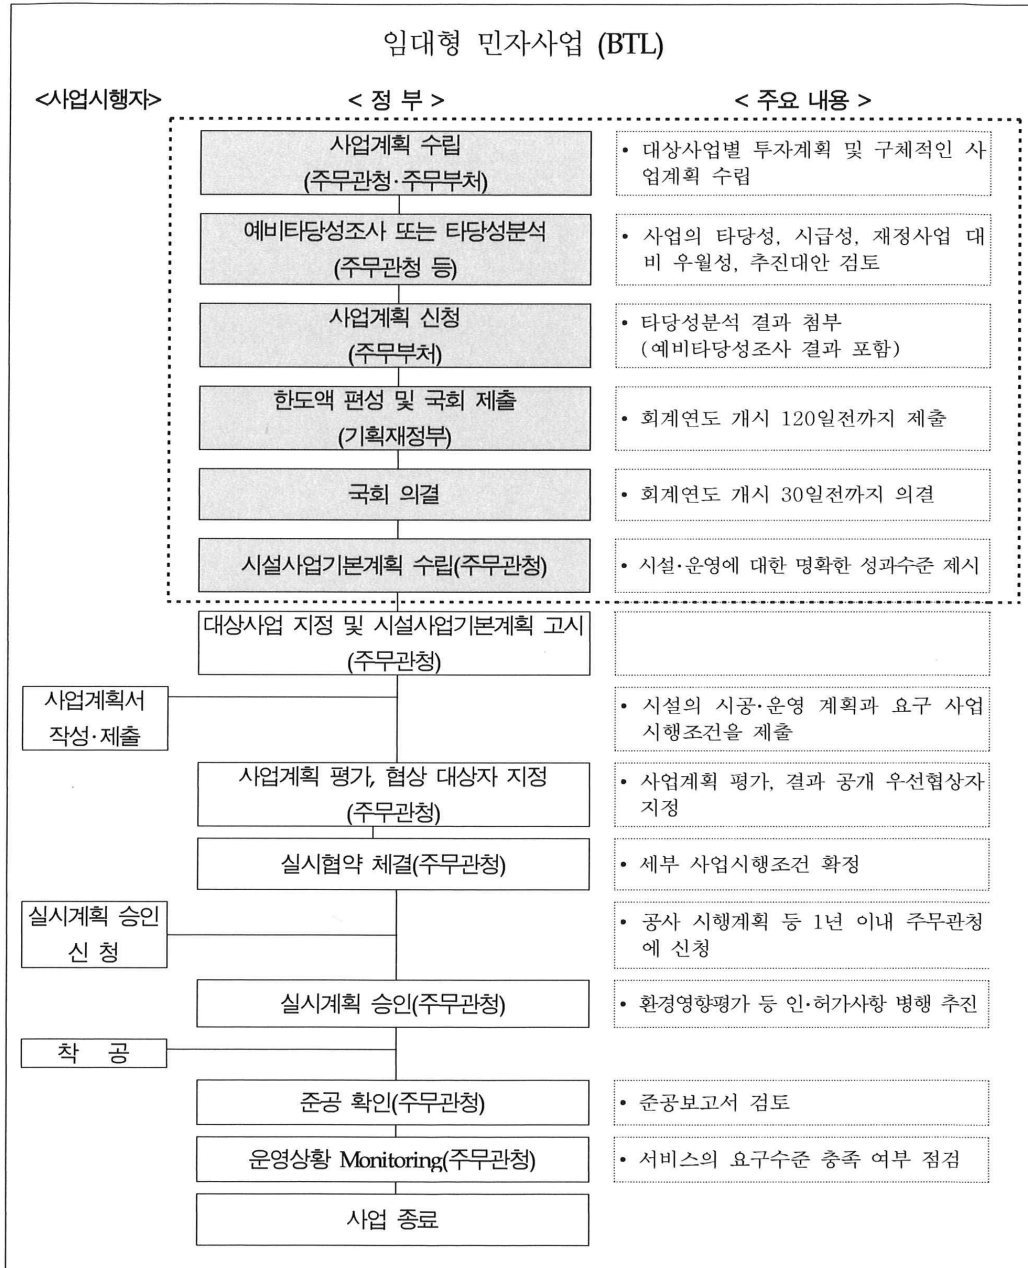 임대형 민자사업 (BTL)
<사업시행자>
< 정 부 >
< 주요 내용 >
사업계획 수립
(주무관청·주무부처)
• 대상사업별 투자계획 및 구체적인 사
업계획 수립
예비타당성조사 또는 타당성분석
(주무관청 등)
• 사업의 타당성, 시급성, 재정사업 대
비 우월성, 추진대안 검토
사업계획 신청
(주무부처)
• 타당성분석 결과 첨부
(예비타당성조사 결과 포함)
한도액 편성 및 국회 제출
(기획재정부)
• 회계연도 개시 120일전까지 제출
국회 의결
• 회계연도 개시 30일전까지 의결
시설사업기본계획 수립(주무관청)
• 시설·운영에 대한 명확한 성과수준 제시
대상사업 지정 및 시설사업기본계획 고시
(주무관청)
사업계획서
작성·제출
• 시설의 시공·운영 계획과 요구 사업
시행조건을 제출
사업계획 평가, 협상 대상자 지정
(주무관청)
• 사업계획 평가, 결과 공개 우선협상자
지정
실시협약 체결(주무관청)
• 세부 사업시행조건 확정
실시계획 승인
신 청
• 공사 시행계획 등 1년 이내 주무관청
에 신청
실시계획 승인(주무관청)
• 환경영향평가 등 인·허가사항 병행 추진
착 공
준공 확인(주무관청)
• 준공보고서 검토
운영상황 Monitoring(주무관청)
• 서비스의 요구수준 충족 여부 점검
사업 종료